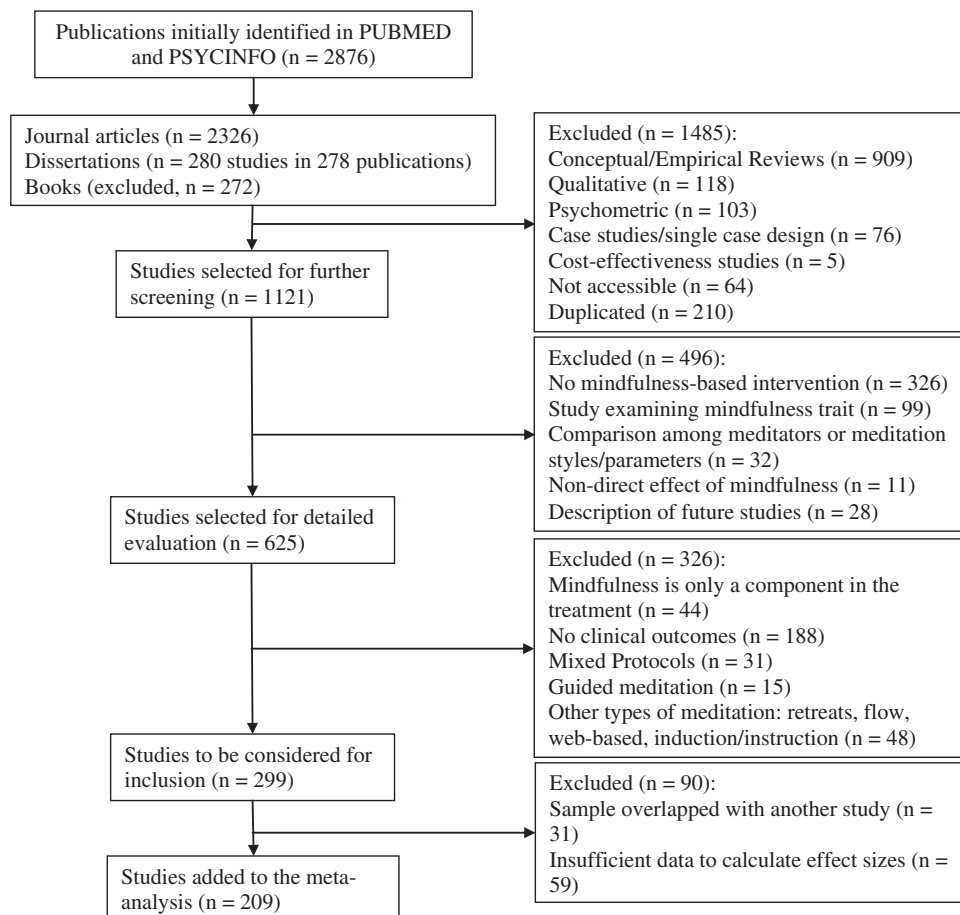 Publications initially identified in PUBMED
and PSYCINFO (n = 2876)
Journal articles (n = 2326)
Dissertations (n = 280 studies in 278 publications)
Books (excluded, n = 272)
Excluded (n = 1485):
Conceptual/Empirical Reviews (n = 909)
Qualitative (n = 118)
Psychometric (n = 103)
Case studies/single case design (n = 76)
Cost-effectiveness studies (n = 5)
Not accessible (n = 64)
Duplicated (n = 210)
Studies selected for further
screening (n = 1121)
Excluded (n = 496):
No mindfulness-based intervention (n = 326)
Study examining mindfulness trait (n = 99)
Comparison among meditators or meditation
styles/parameters (n = 32)
Non-direct effect of mindfulness (n = 11)
Description of future studies (n = 28)
Studies selected for detailed
evaluation (n = 625)
Excluded (n = 326):
Mindfulness is only a component in the
treatment (n = 44)
No clinical outcomes (n = 188)
Mixed Protocols (n = 31)
Guided meditation (n = 15)
Other types of meditation: retreats, flow,
web-based, induction/instruction (n = 48)
Studies to be considered for
inclusion (n = 299)
Excluded (n = 90):
Sample overlapped with another study (n =
31)
Insufficient data to calculate effect sizes (n =
59)
Studies added to the meta-
analysis (n = 209)